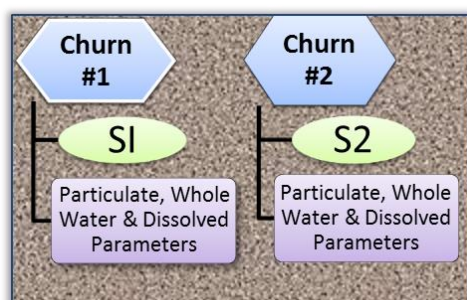 Churn
#1
SI
Particulate, Whole
Water & Dissolved
Parameters
Churn
#2
S2
Particulate, Whole
Water & Dissolved
Parameters